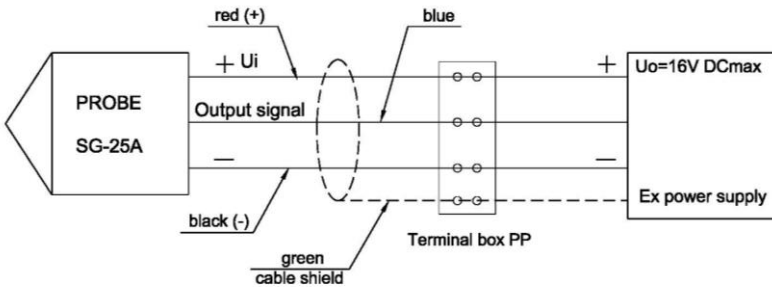 red (+)
blue
+ Ui
+
Uo=16V DCmax
PROBE
SG-25A
Output signal
—
—
Ex power supply
black (-)
Terminal box PP
green
cable shield